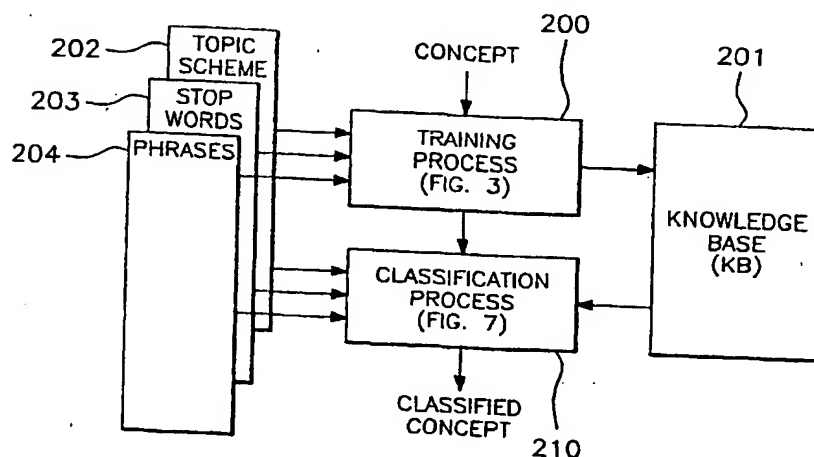 202
TOPIC
SCHEME
203
STOP
WORDS
204
PHRASES
CONCEPT
200
TRAINING
PROCESS
(FIG. 3)
201
KNOWLEDGE
BASE
(KB)
CLASSIFICATION
PROCESS
(FIG. 7)
CLASSIFIED
CONCEPT
210